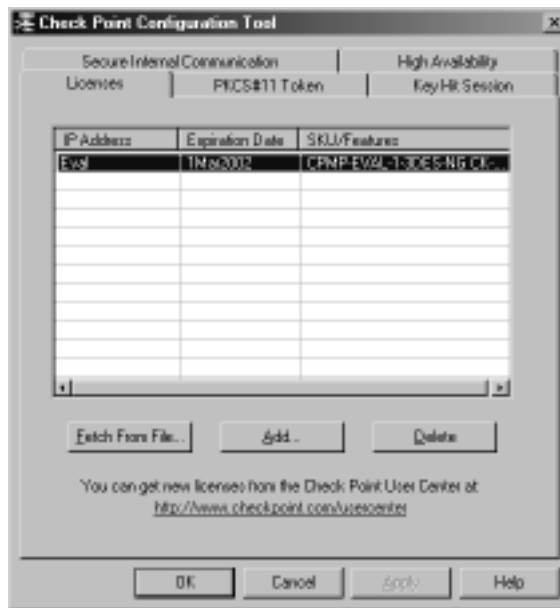 Check Point Configuration Tool
Secure Internal Communication High Availability
Licenses PKCS#11 Token Key Hit Session
IP Address Expiration Date SKU/Features
Eval 1Mar2002 CPMP-EVAL-1-3DES-NG CK-...
Fetch From File... Add... Delete
You can get new licenses from the Check Point User Center at:
http://www.checkpoint.com/usercenter
OK Cancel Apply Help